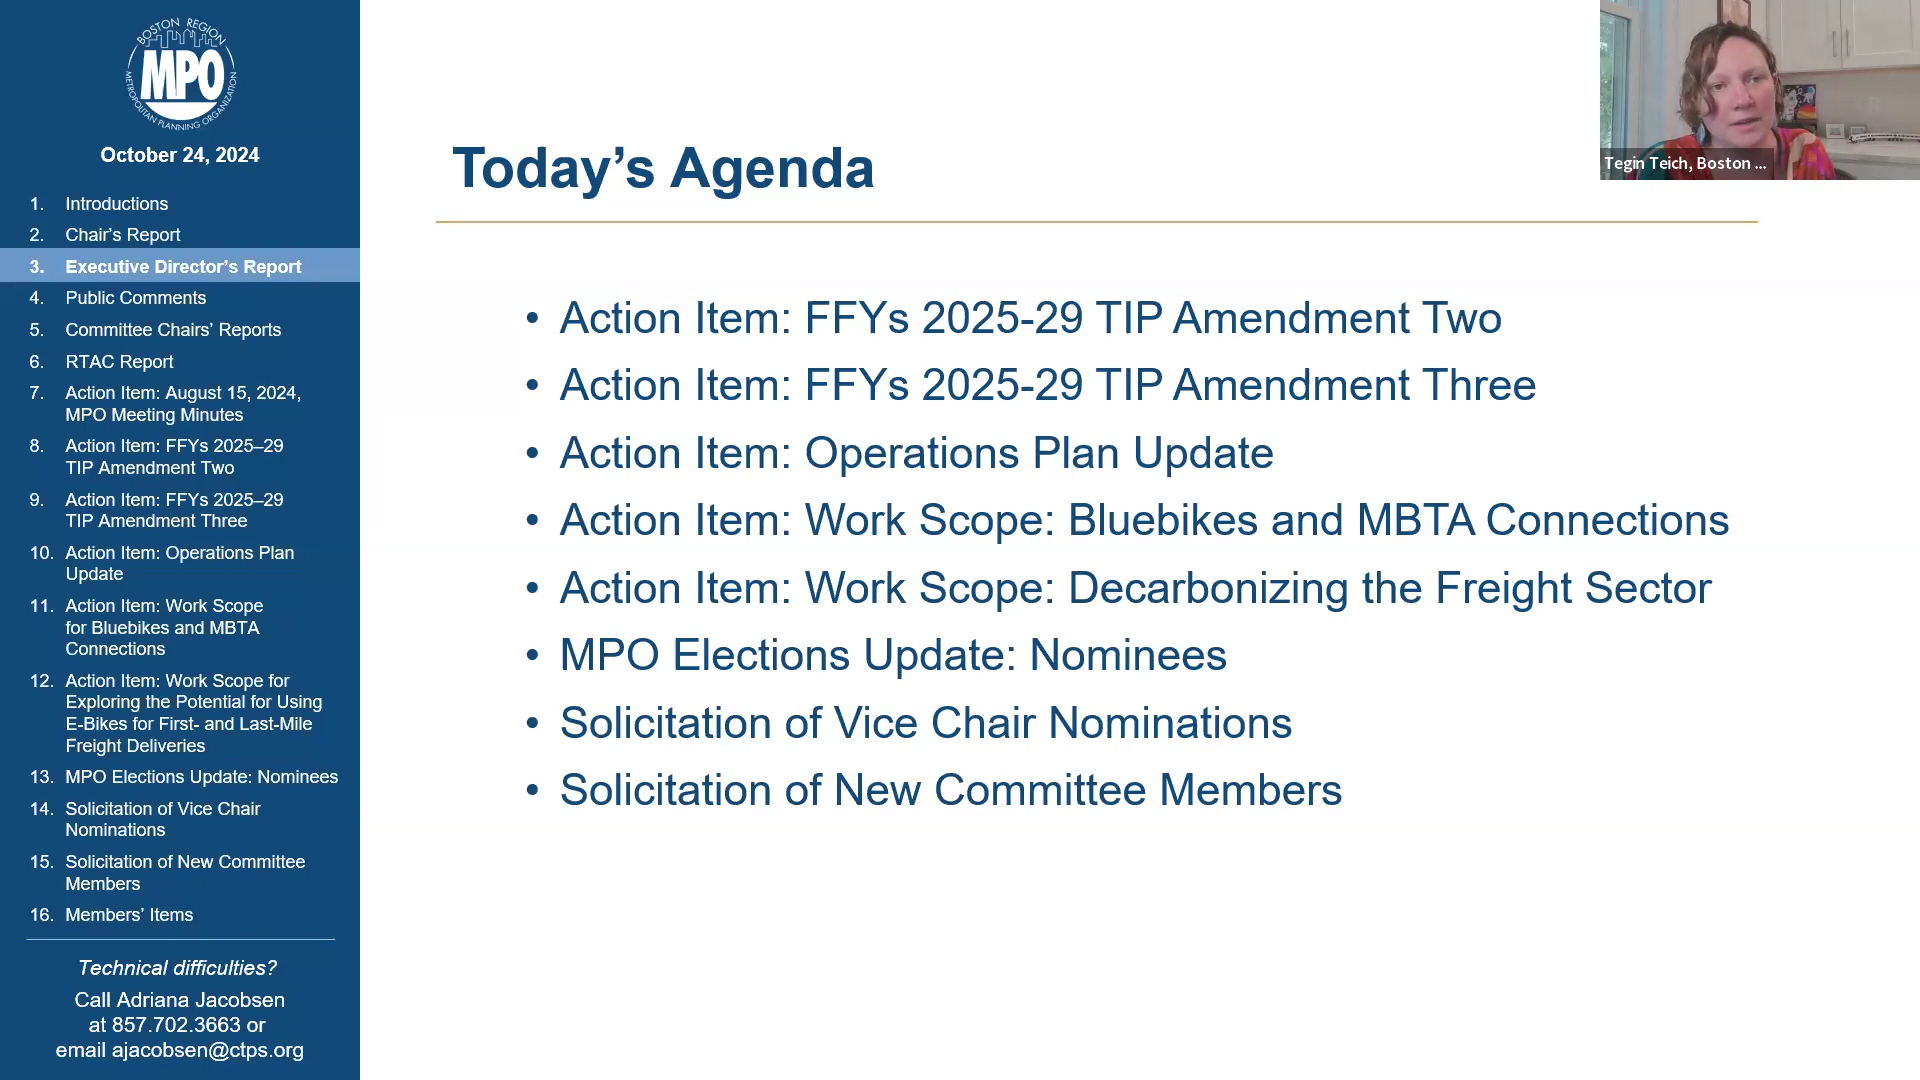 BOSTON REGION
MPO
METROPOLITAN PLANNING ORGANIZATION
October 24, 2024
1. Introductions
2. Chair's Report
3. Executive Director's Report
4. Public Comments
5. Committee Chairs' Reports
6. RTAC Report
7. Action Item: August 15, 2024,
MPO Meeting Minutes
8. Action Item: FFYs 2025–29
TIP Amendment Two
9. Action Item: FFYs 2025–29
TIP Amendment Three
10. Action Item: Operations Plan
Update
11. Action Item: Work Scope
for Bluebikes and MBTA
Connections
12. Action Item: Work Scope for
Exploring the Potential for Using
E-Bikes for First- and Last-Mile
Freight Deliveries
13. MPO Elections Update: Nominees
14. Solicitation of Vice Chair
Nominations
15. Solicitation of New Committee
Members
16. Members' Items
Technical difficulties?
Call Adriana Jacobsen
at 857.702.3663 or
email ajacobsen@ctps.org
Today's Agenda
• Action Item: FFYs 2025-29 TIP Amendment Two
• Action Item: FFYs 2025-29 TIP Amendment Three
• Action Item: Operations Plan Update
• Action Item: Work Scope: Bluebikes and MBTA Connections
• Action Item: Work Scope: Decarbonizing the Freight Sector
• MPO Elections Update: Nominees
• Solicitation of Vice Chair Nominations
• Solicitation of New Committee Members
Tegin Teich, Boston ...